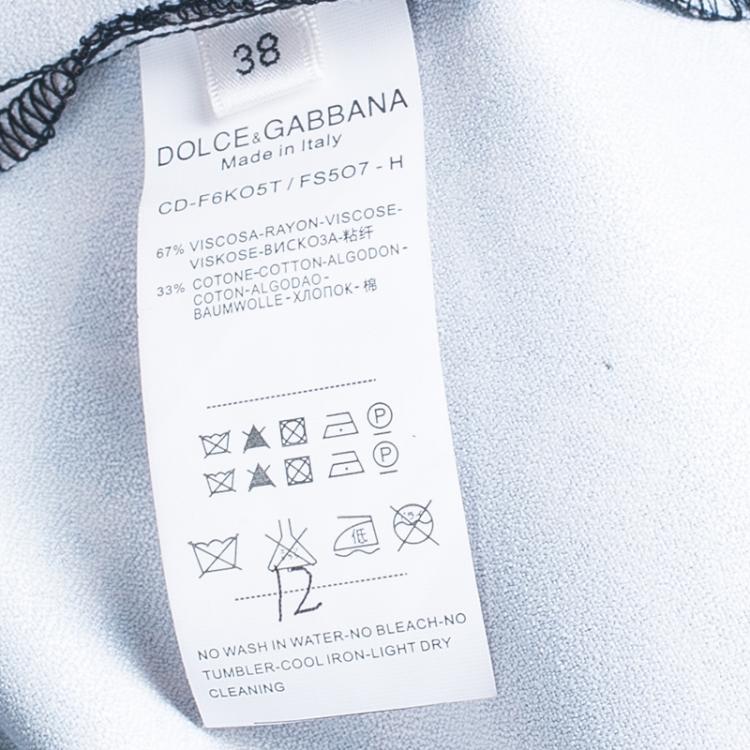 38
DOLCE&GABBANA
Made in Italy
CD-F6K05T / FS507 - H
67% VISCOSA-RAYON-VISCOSE-
VISKOSE-ВИСКОЗА-粘纤
33% COTONE-COTTON-ALGODON-
COTON-ALGODAO-
BAUMWOLLE-ХЛОПОК-棉
P
P
低
12
NO WASH IN WATER-NO BLEACH-NO
TUMBLER-COOL IRON-LIGHT DRY
CLEANING